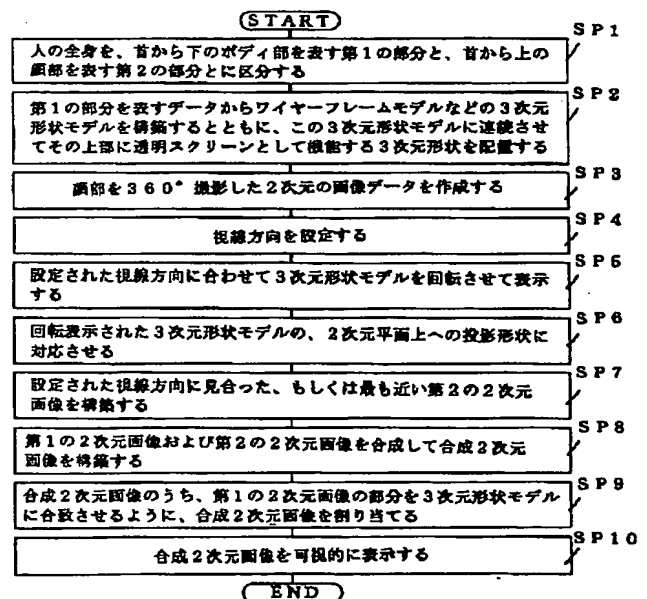 START
SP1
人の全身を、首から下のボディ部を表す第1の部分と、首から上の
顔部を表す第2の部分とに区分する
SP2
第1の部分を表すデータからワイヤーフレームモデルなどの3次元
形状モデルを構築するとともに、この3次元形状モデルに連続させ
てその上部に透明スクリーンとして機能する3次元形状を配置する
SP3
顔部を360°撮影した2次元の画像データを作成する
SP4
視線方向を設定する
SP5
設定された視線方向に合わせて3次元形状モデルを回転させて表示
する
SP6
回転表示された3次元形状モデルの、2次元平面上への投影形状に
対応させる
SP7
設定された視線方向に見合った、もしくは最も近い第2の2次元
画像を構築する
SP8
第1の2次元画像および第2の2次元画像を合成して合成2次元
画像を構築する
SP9
合成2次元画像のうち、第1の2次元画像の部分を3次元形状モデル
に合致させるように、合成2次元画像を割り当てる
SP10
合成2次元画像を可視的に表示する
END